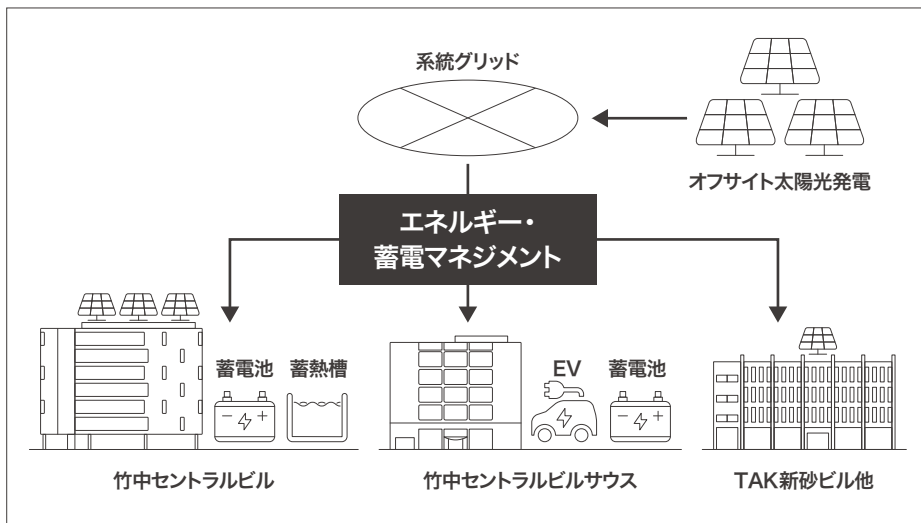 系統グリッド
オフサイト太陽光発電
エネルギー・
蓄電マネジメント
蓄電池
蓄熱槽
EV
蓄電池
竹中セントラルビル
竹中セントラルビルサウス
TAK新砂ビル他